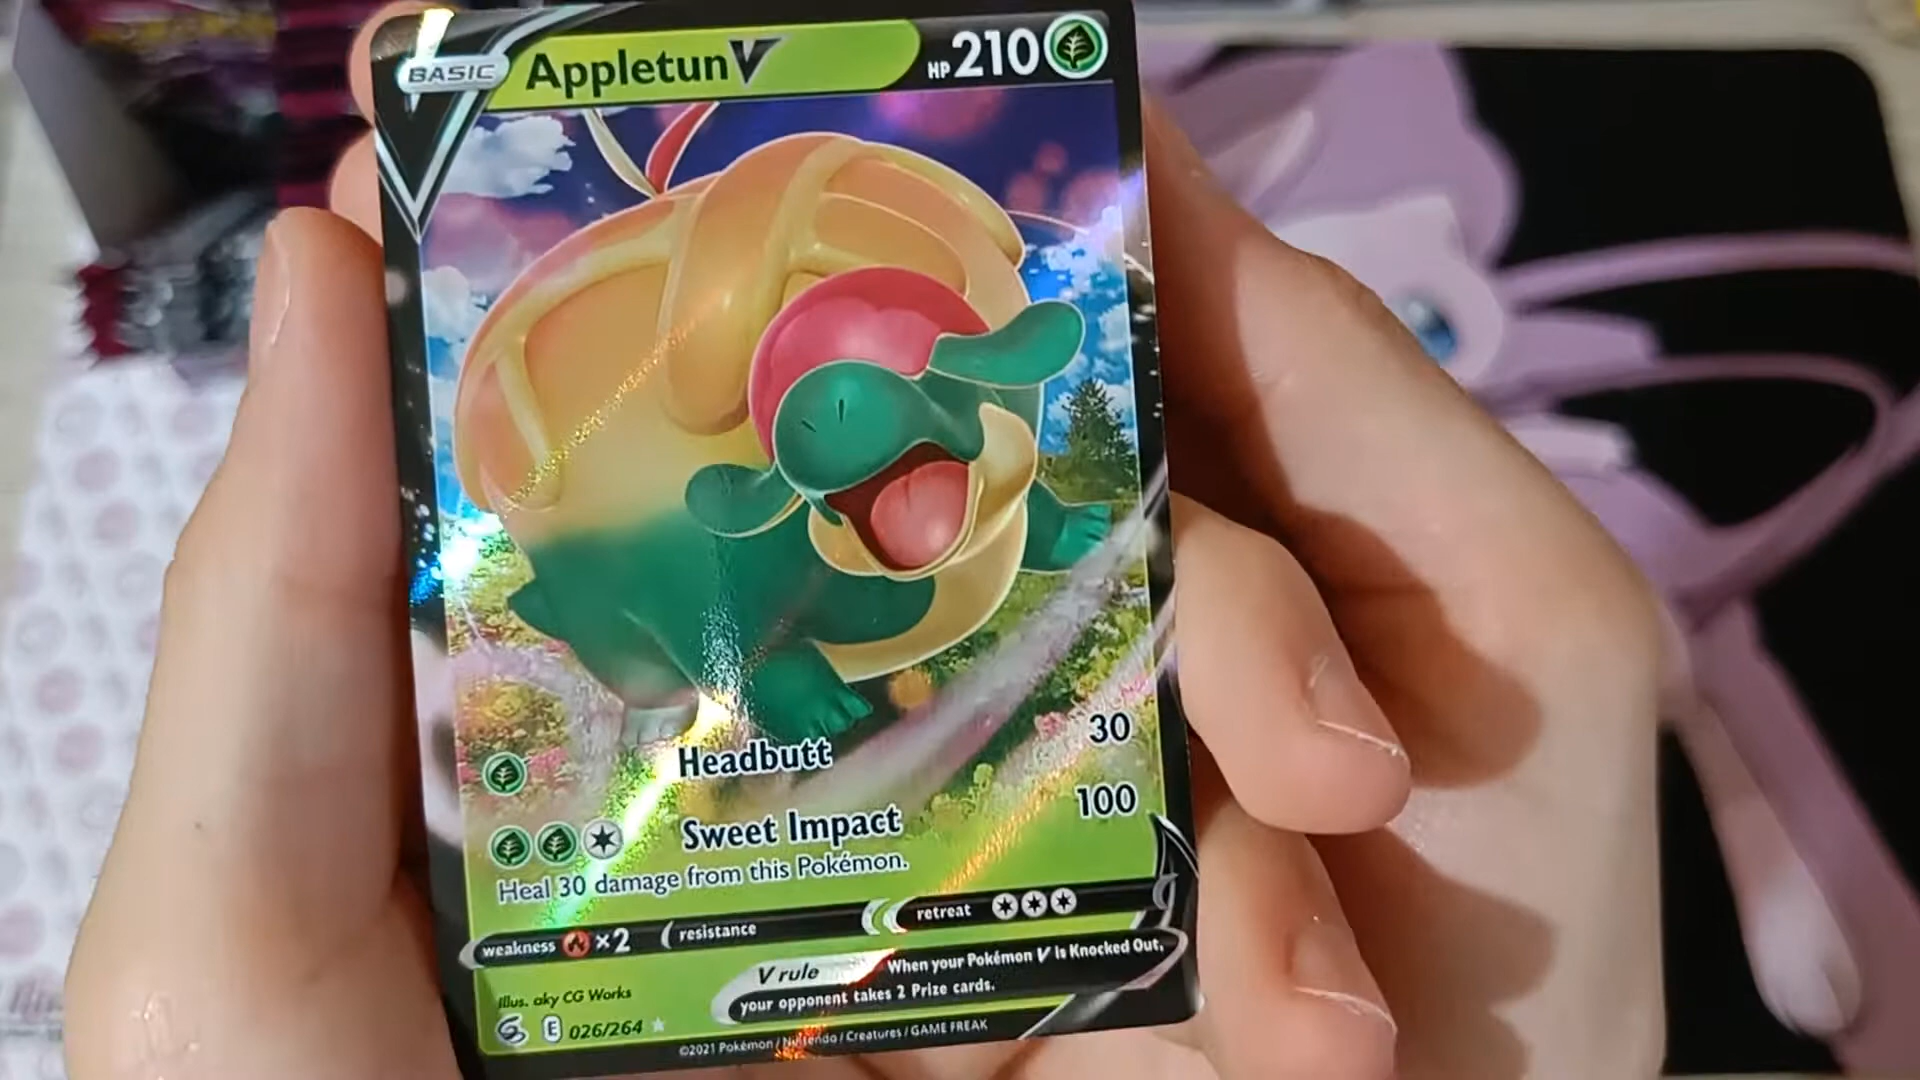 BASIC Appletun V HP 210
Headbutt 30
Sweet Impact 100
Heal 30 damage from this Pokémon.
weakness ×2 resistance retreat
V rule When your Pokémon V is Knocked Out,
your opponent takes 2 Prize cards.
Illus. aky CG Works
E 026/264
©2021 Pokémon / Nintendo / Creatures / GAME FREAK